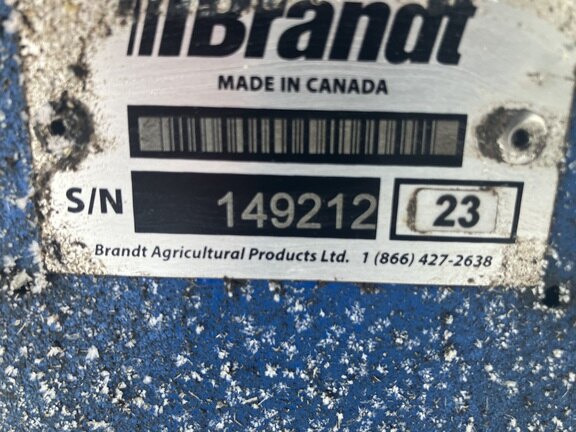 Brandt
MADE IN CANADA
S/N 149212 23
Brandt Agricultural Products Ltd. 1 (866) 427-2638